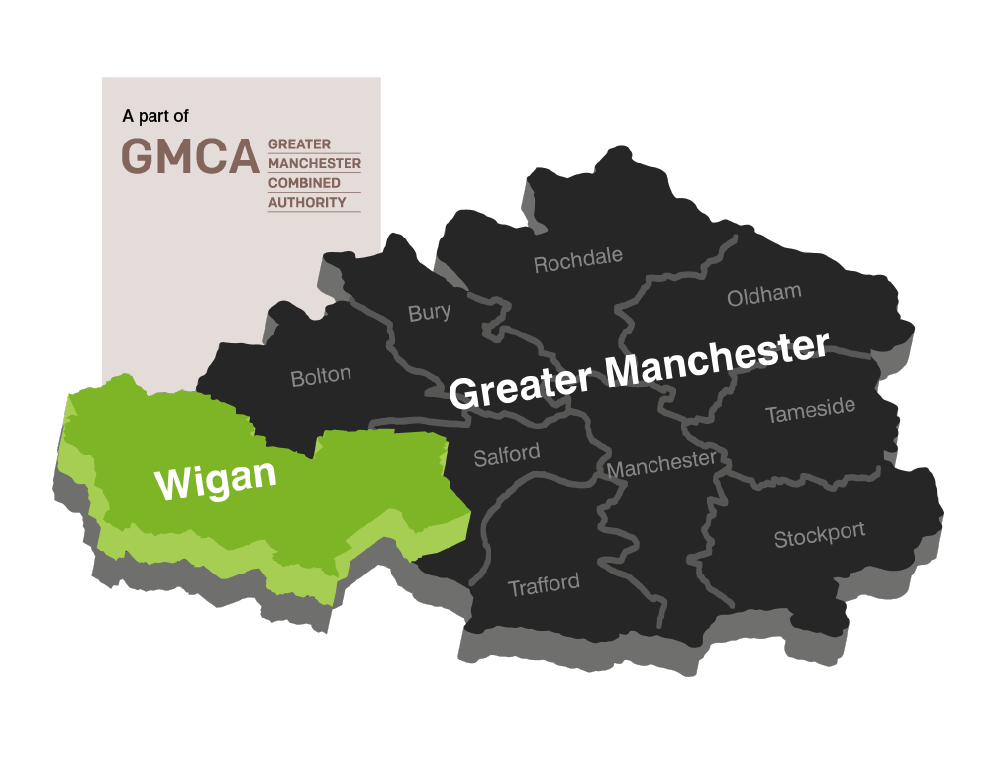 A part of
GMCA
GREATER
MANCHESTER
COMBINED
AUTHORITY
Rochdale
Oldham
Bury
Bolton
Greater Manchester
Tameside
Salford
Manchester
Wigan
Stockport
Trafford